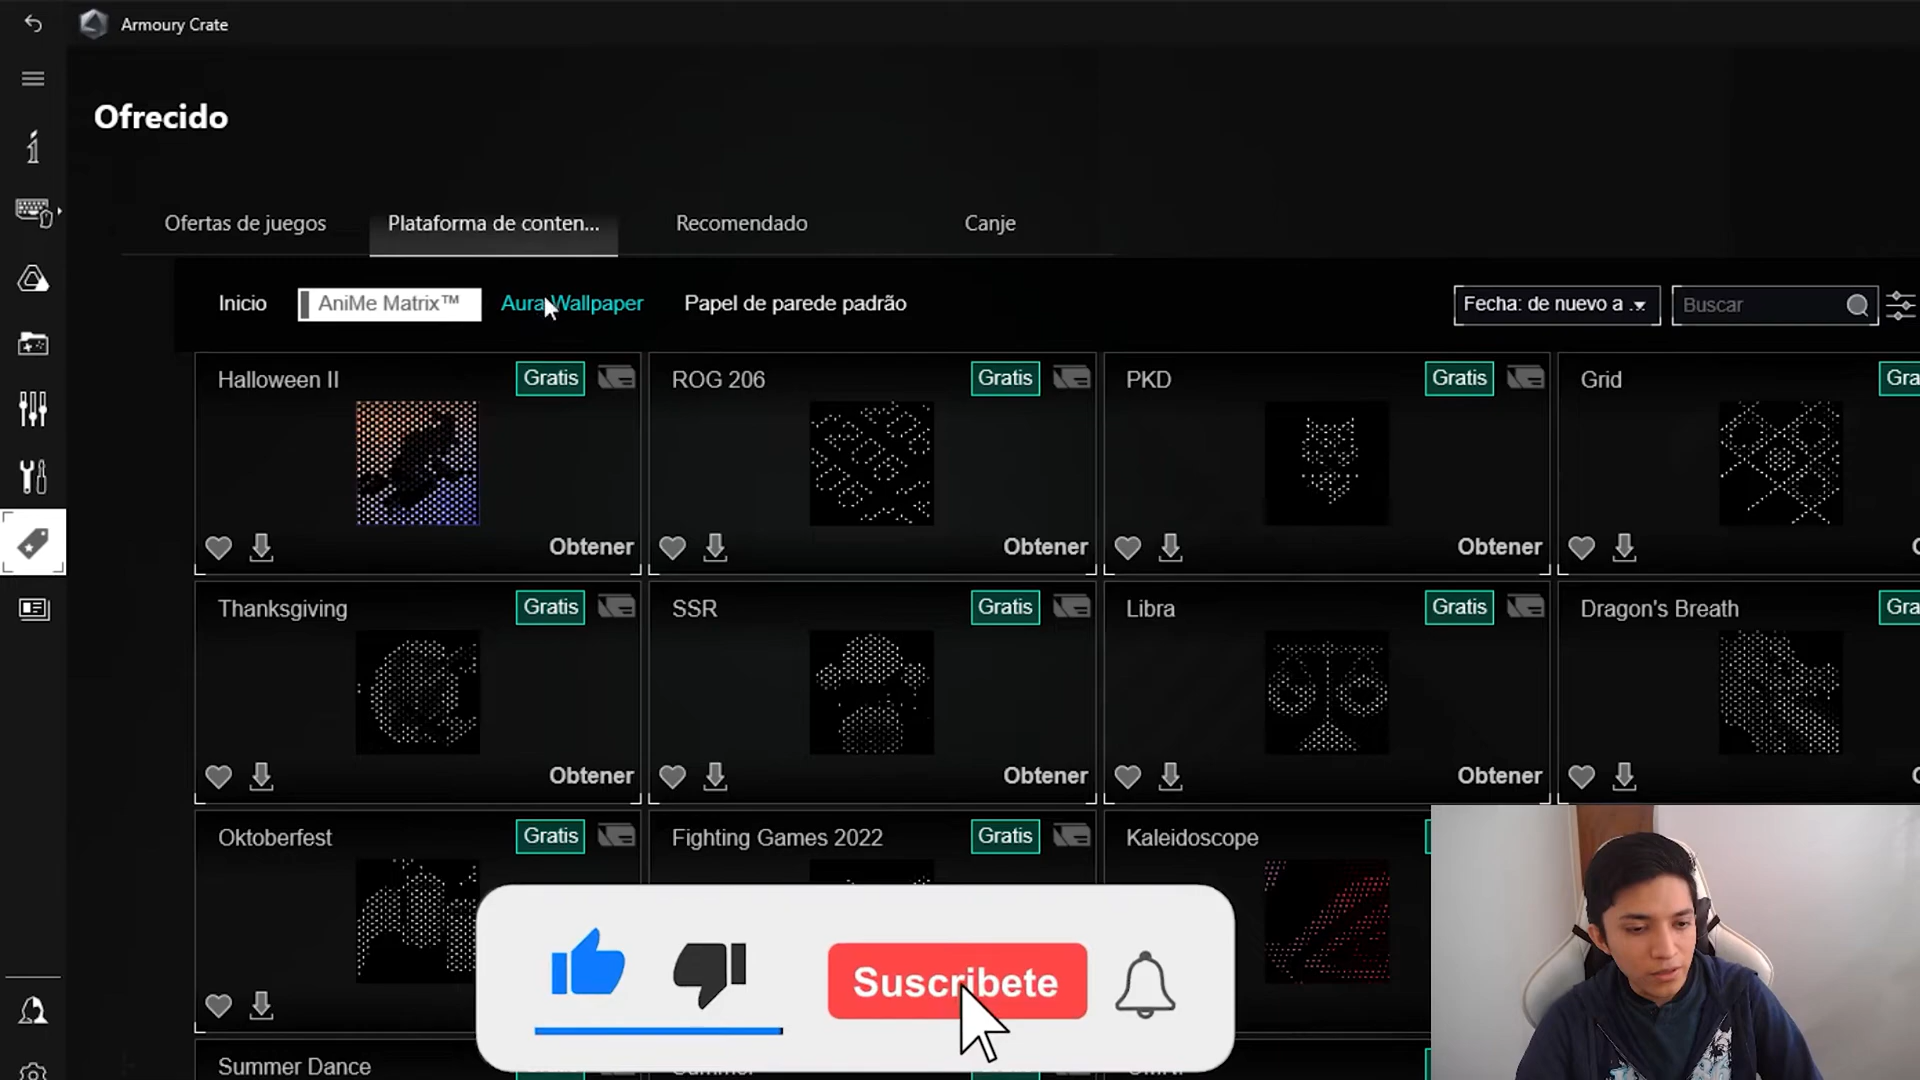 Armoury Crate
Ofrecido
Ofertas de juegos Plataforma de conten... Recomendado Canje
Inicio AniMe Matrix™ Aura Wallpaper Papel de parede padrão Fecha: de nuevo a ... Buscar
Halloween II Gratis ROG 206 Gratis PKD Gratis Grid Gra
Obtener Obtener Obtener
Thanksgiving Gratis SSR Gratis Libra Gratis Dragon's Breath Gra
Obtener Obtener Obtener
Oktoberfest Gratis Fighting Games 2022 Gratis Kaleidoscope
Suscribete
Summer Dance